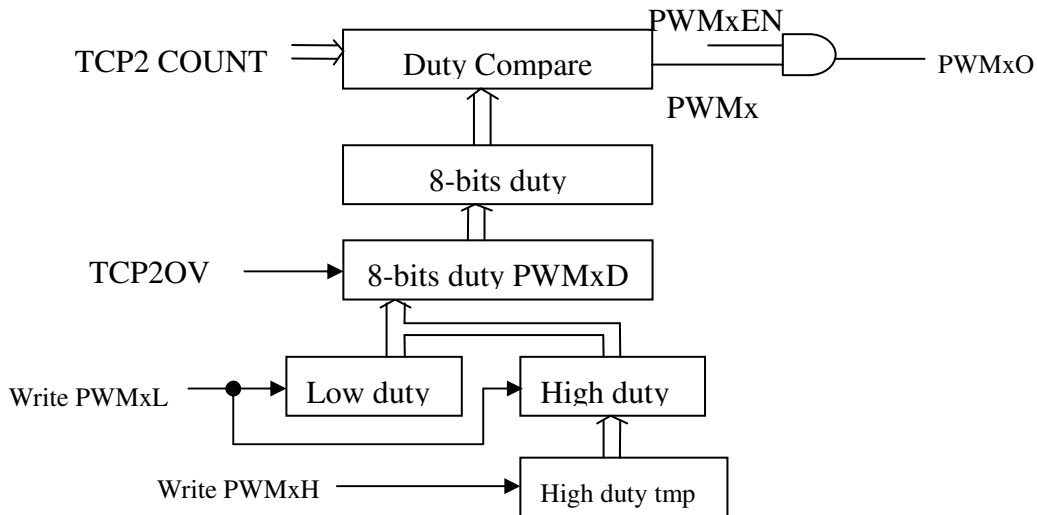 PWMxEN
TCP2 COUNT
Duty Compare
PWMxO
PWMx
8-bits duty
TCP2OV
8-bits duty PWMxD
Write PWMxL
Low duty
High duty
Write PWMxH
High duty tmp